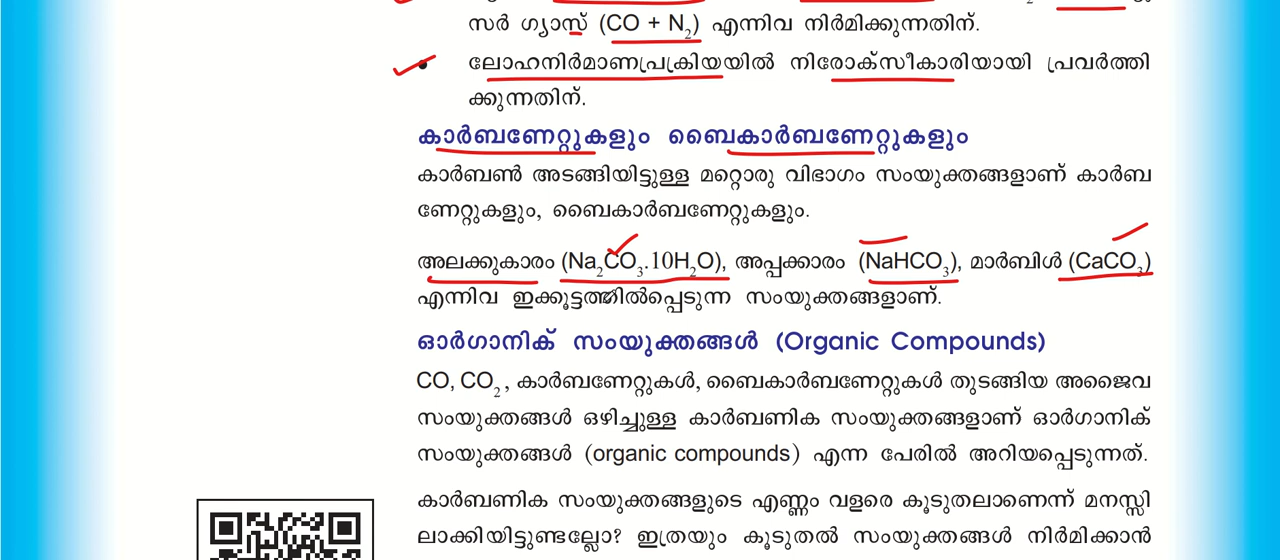 സർ ഗ്യാസ് (CO + N₂) എന്നിവ നിർമിക്കുന്നതിന്.
• ലോഹനിർമാണപ്രക്രിയയിൽ നിരോക്സീകാരിയായി പ്രവർത്തി
ക്കുന്നതിന്.
കാർബണേറ്റുകളും ബൈകാർബണേറ്റുകളും
കാർബൺ അടങ്ങിയിട്ടുള്ള മറ്റൊരു വിഭാഗം സംയുക്തങ്ങളാണ് കാർബ
ണേറ്റുകളും, ബൈകാർബണേറ്റുകളും.
അലക്കുകാരം (Na₂CO₃.10H₂O), അപ്പക്കാരം (NaHCO₃), മാർബിൾ (CaCO₃)
എന്നിവ ഇക്കൂട്ടത്തിൽപ്പെടുന്ന സംയുക്തങ്ങളാണ്.
ഓർഗാനിക് സംയുക്തങ്ങൾ (Organic Compounds)
CO, CO₂, കാർബണേറ്റുകൾ, ബൈകാർബണേറ്റുകൾ തുടങ്ങിയ അജൈവ
സംയുക്തങ്ങൾ ഒഴിച്ചുള്ള കാർബണിക സംയുക്തങ്ങളാണ് ഓർഗാനിക്
സംയുക്തങ്ങൾ (organic compounds) എന്ന പേരിൽ അറിയപ്പെടുന്നത്.
കാർബണിക സംയുക്തങ്ങളുടെ എണ്ണം വളരെ കൂടുതലാണെന്ന് മനസ്സി
ലാക്കിയിട്ടുണ്ടല്ലോ? ഇത്രയും കൂടുതൽ സംയുക്തങ്ങൾ നിർമിക്കാൻ